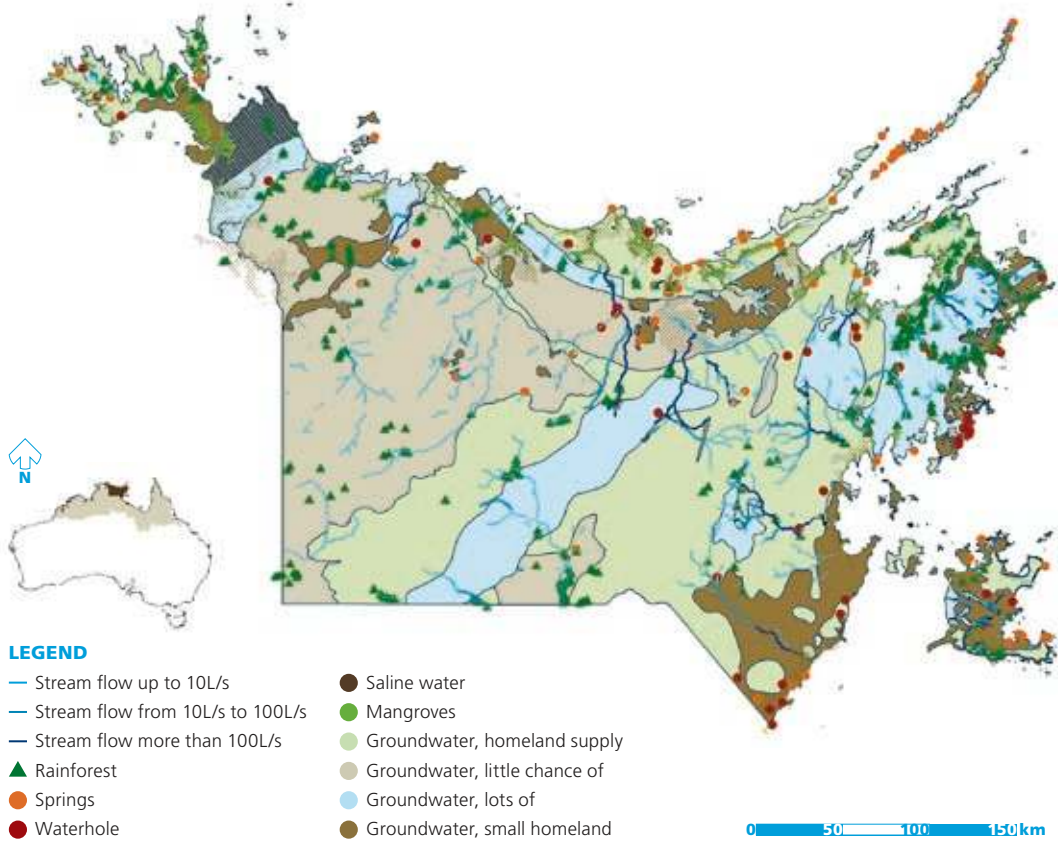 N
LEGEND
Stream flow up to 10L/s
Stream flow from 10L/s to 100L/s
Stream flow more than 100L/s
Rainforest
Springs
Waterhole
Saline water
Mangroves
Groundwater, homeland supply
Groundwater, little chance of
Groundwater, lots of
Groundwater, small homeland
0 50 100 150km